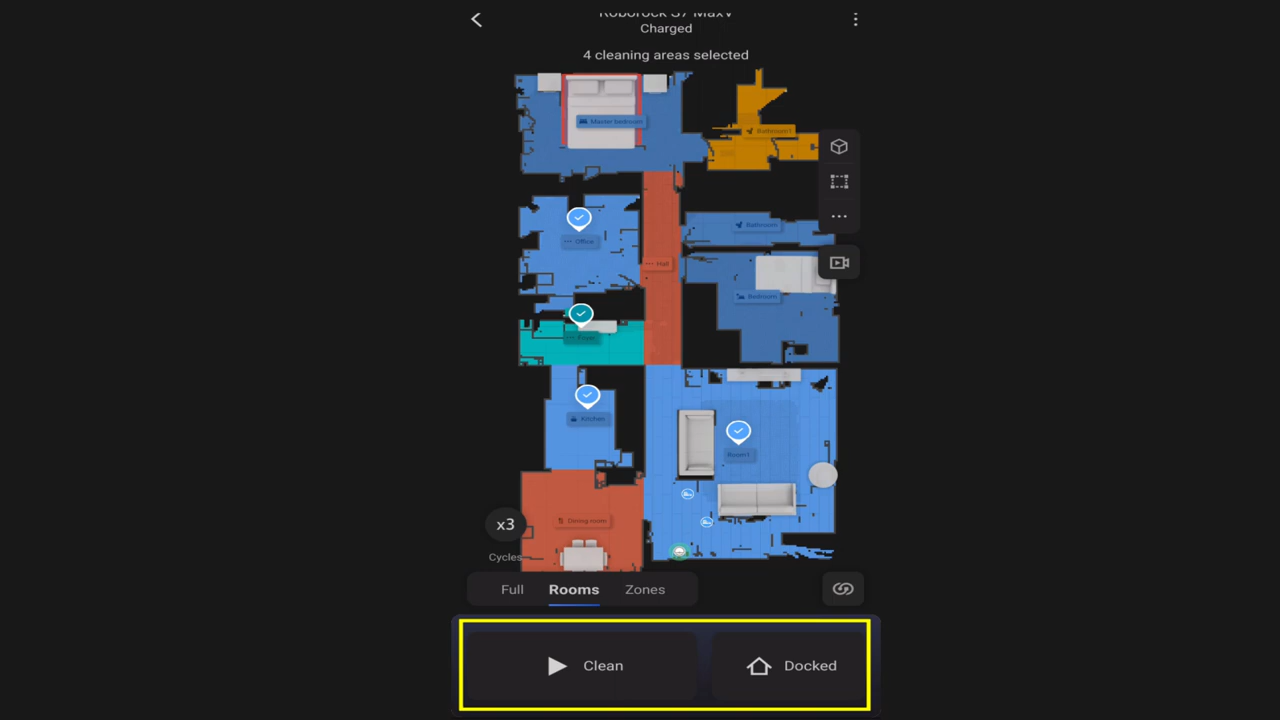 Roborock S7 MaxV
Charged
4 cleaning areas selected
Master bedroom
Bathroom1
Office
Bathroom
Hall
Bedroom
Kitchen
Room1
Dining room
x3
Cycles
Full Rooms Zones
Clean Docked